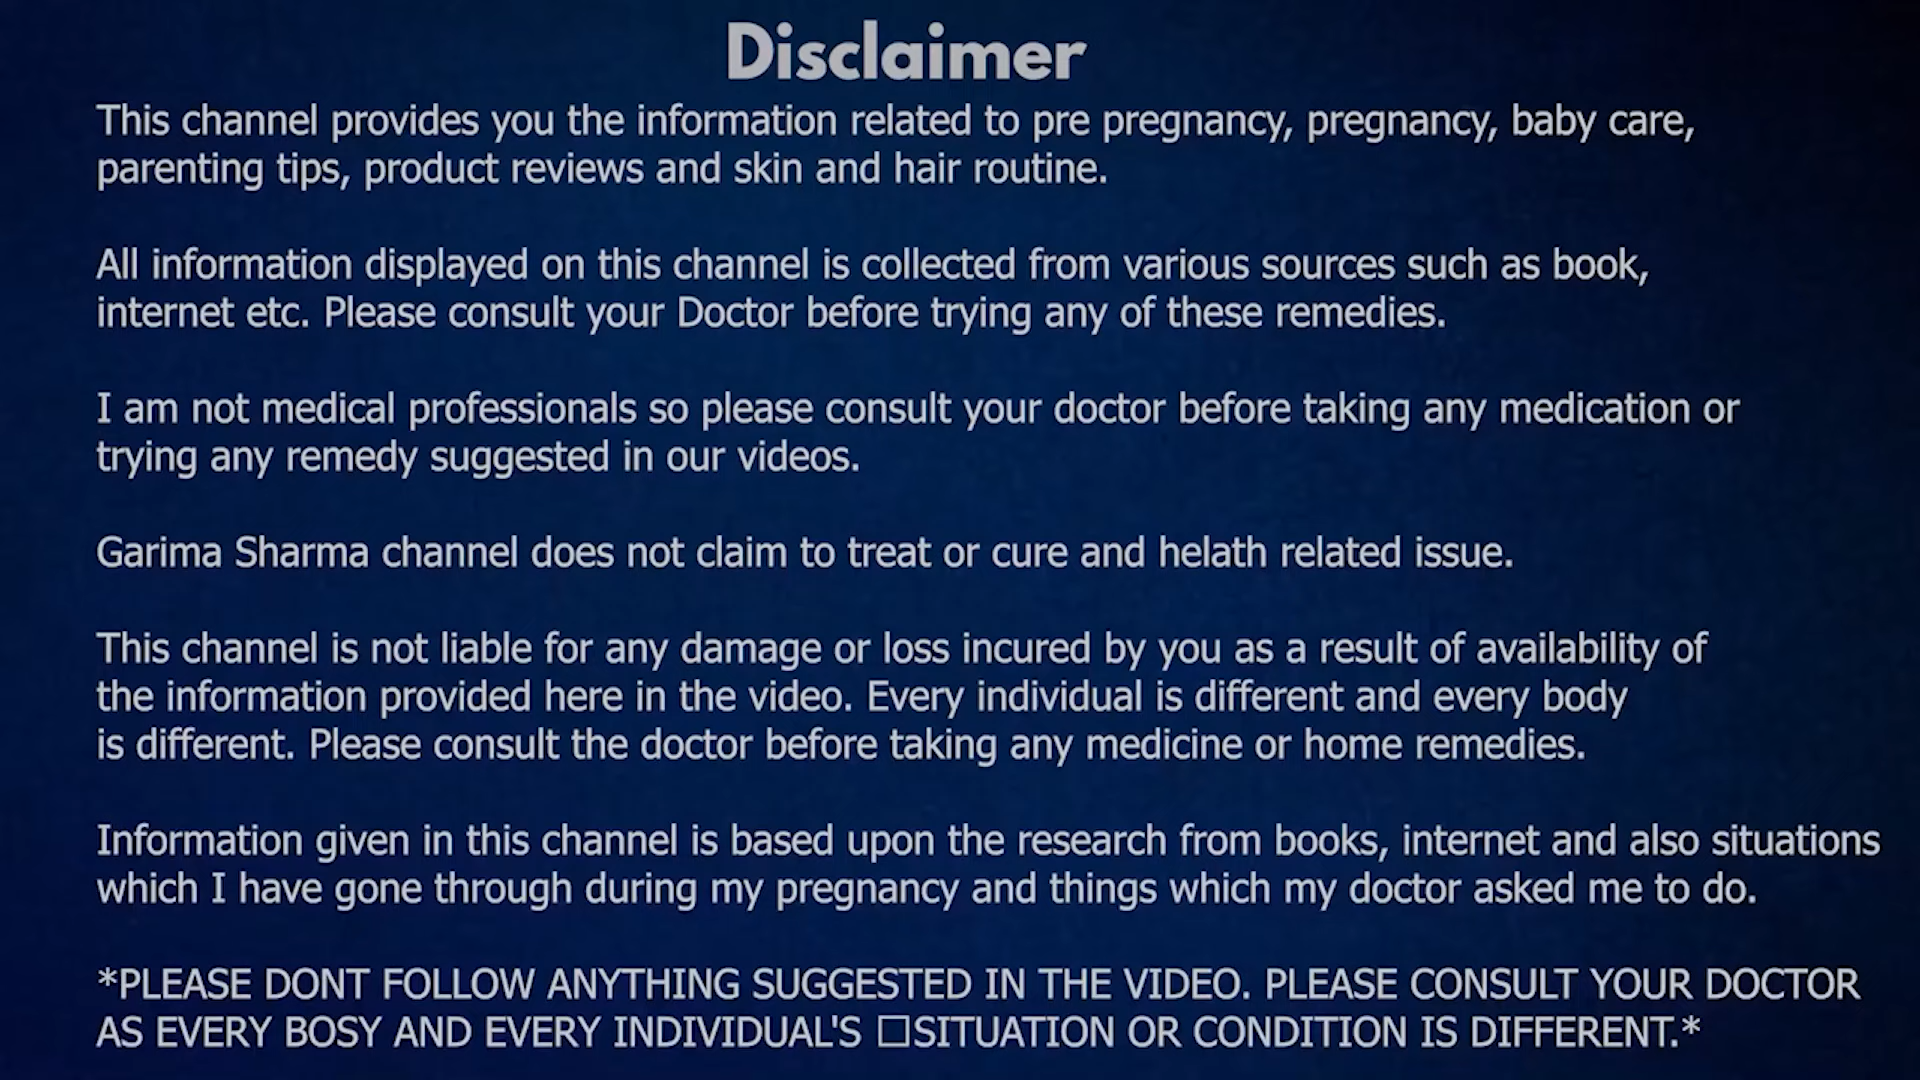 Disclaimer
This channel provides you the information related to pre pregnancy, pregnancy, baby care,
parenting tips, product reviews and skin and hair routine.
All information displayed on this channel is collected from various sources such as book,
internet etc. Please consult your Doctor before trying any of these remedies.
I am not medical professionals so please consult your doctor before taking any medication or
trying any remedy suggested in our videos.
Garima Sharma channel does not claim to treat or cure and helath related issue.
This channel is not liable for any damage or loss incured by you as a result of availability of
the information provided here in the video. Every individual is different and every body
is different. Please consult the doctor before taking any medicine or home remedies.
Information given in this channel is based upon the research from books, internet and also situations
which I have gone through during my pregnancy and things which my doctor asked me to do.
*PLEASE DONT FOLLOW ANYTHING SUGGESTED IN THE VIDEO. PLEASE CONSULT YOUR DOCTOR
AS EVERY BOSY AND EVERY INDIVIDUAL'S □SITUATION OR CONDITION IS DIFFERENT.*